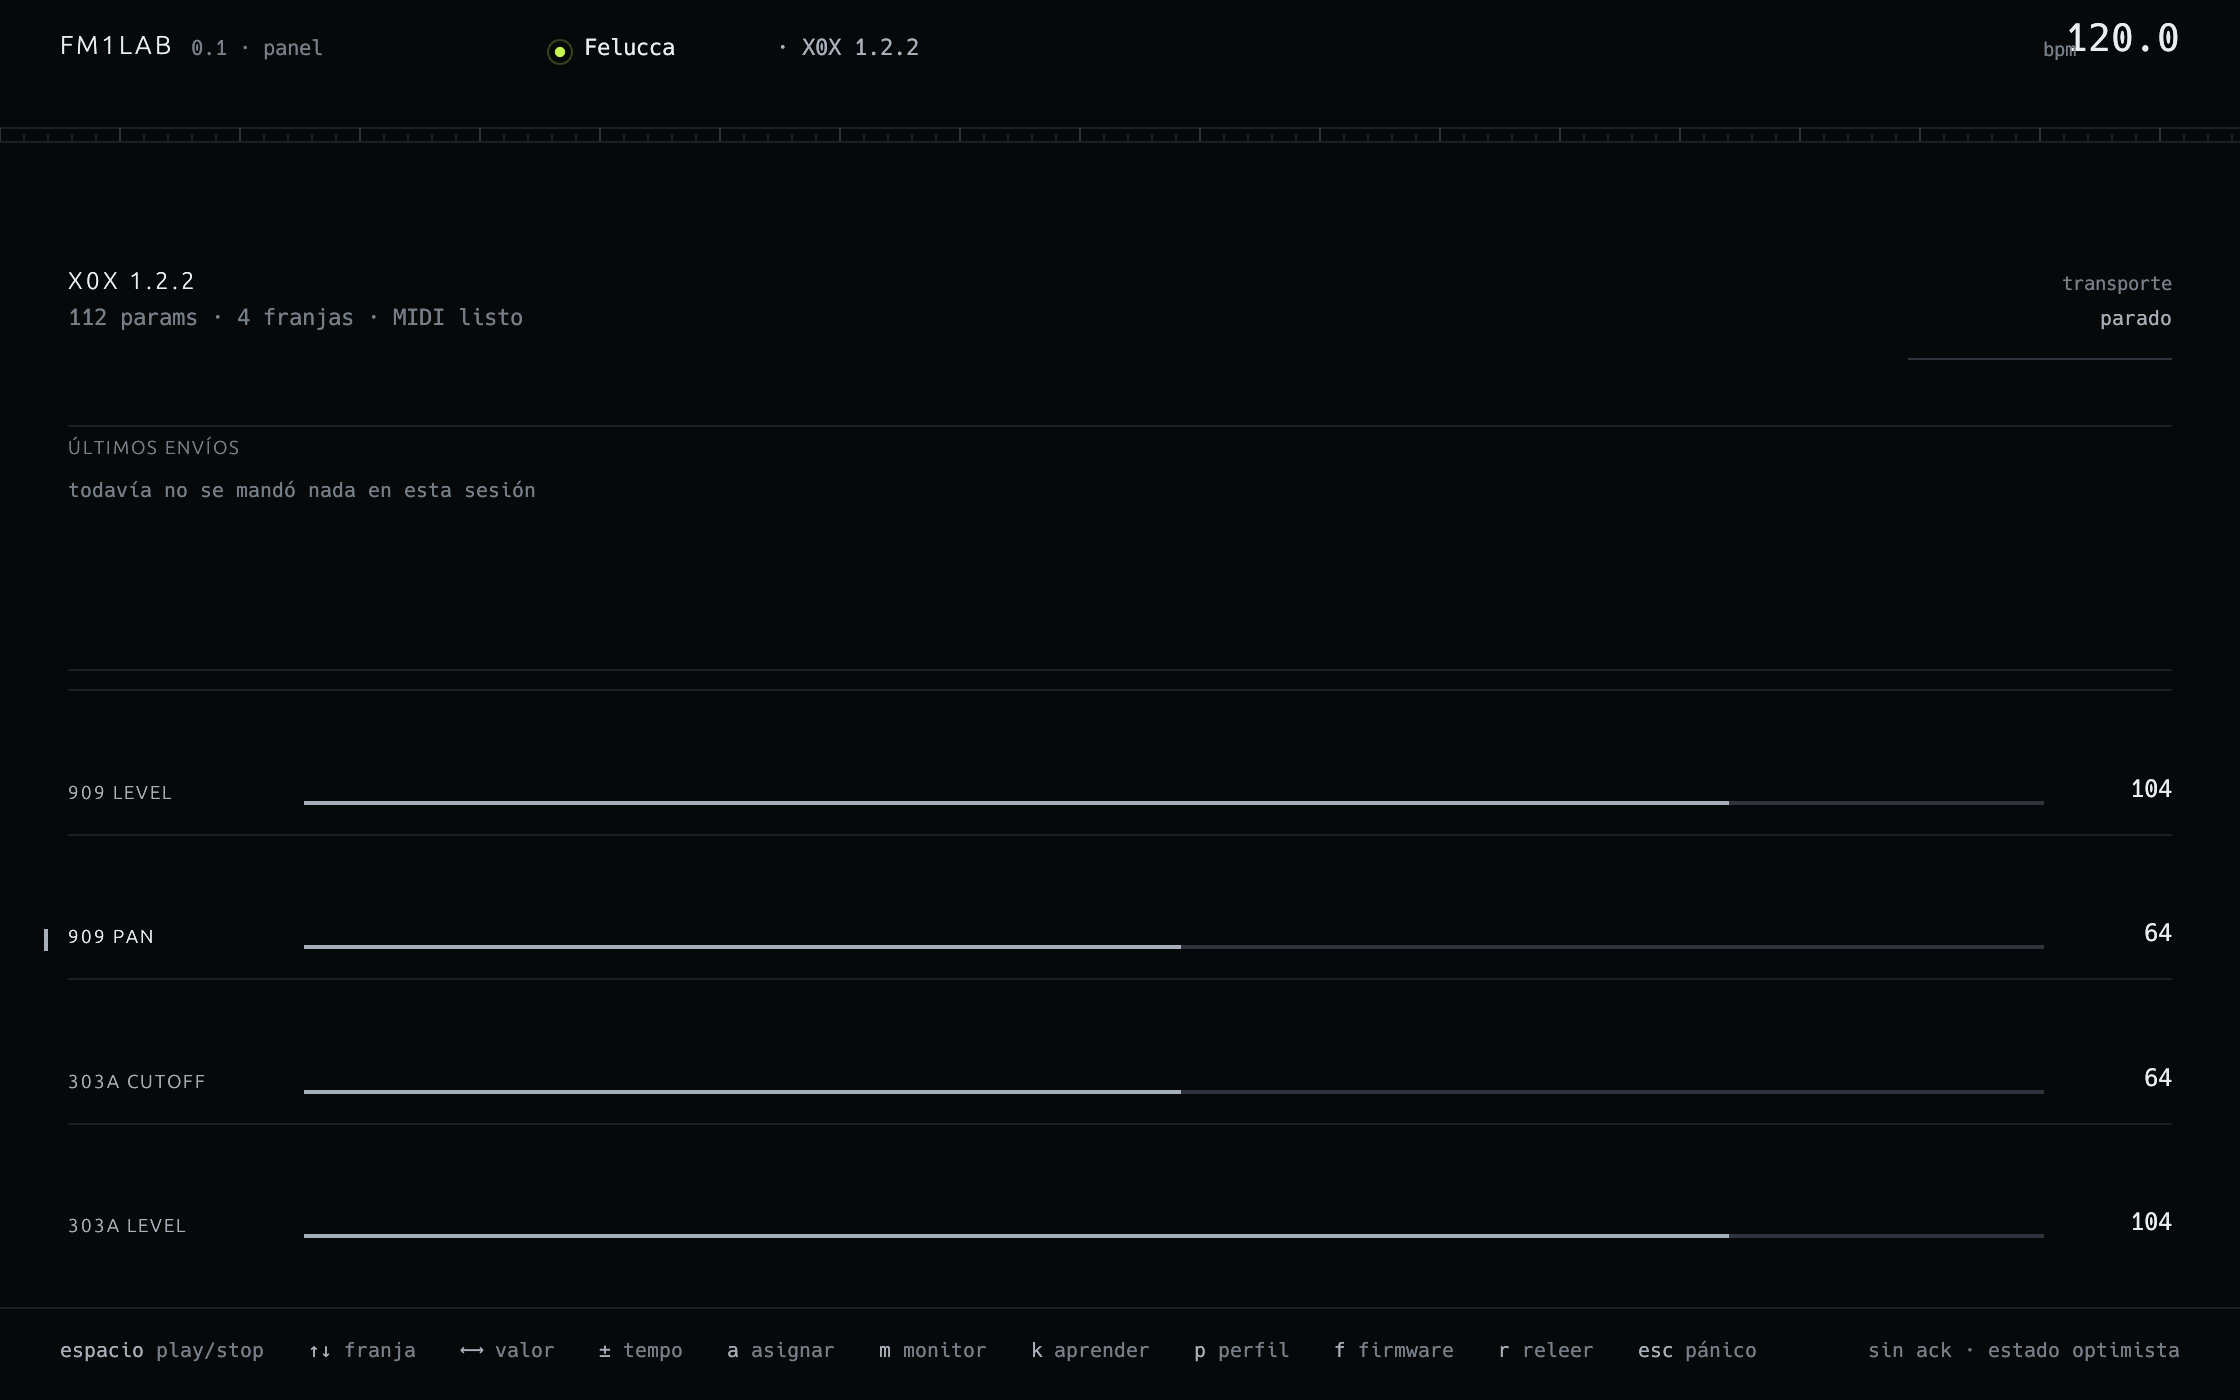 FM1LAB 0.1 · panel Felucca · X0X 1.2.2 bpm 120.0
X0X 1.2.2 transporte
112 params · 4 franjas · MIDI listo parado
ÚLTIMOS ENVÍOS
todavía no se mandó nada en esta sesión
909 LEVEL 104
909 PAN 64
303A CUTOFF 64
303A LEVEL 104
espacio play/stop ↑↓ franja ←→ valor ± tempo a asignar m monitor k aprender p perfil f firmware r releer esc pánico sin ack · estado optimista